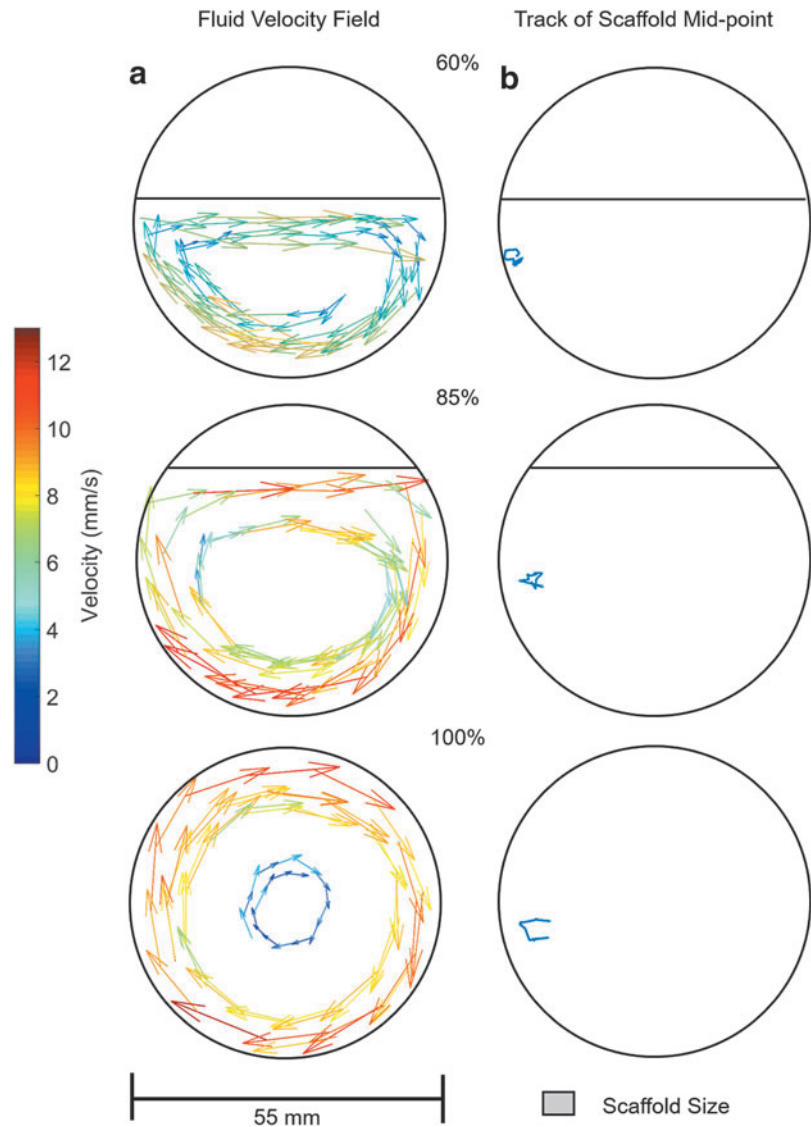 Fluid Velocity Field
Track of Scaffold Mid-point
a
60%
b
85%
100%
12
10
8
6
4
2
0
Velocity (mm/s)
55 mm
Scaffold Size